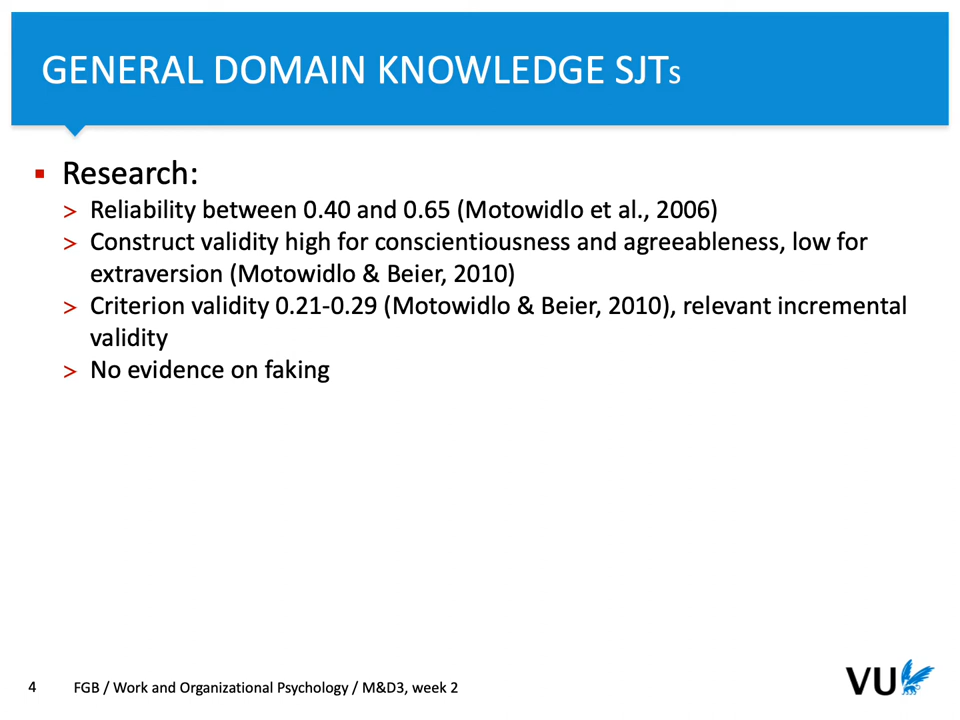 GENERAL DOMAIN KNOWLEDGE SJTs
▪ Research:
> Reliability between 0.40 and 0.65 (Motowidlo et al., 2006)
> Construct validity high for conscientiousness and agreeableness, low for
extraversion (Motowidlo & Beier, 2010)
> Criterion validity 0.21-0.29 (Motowidlo & Beier, 2010), relevant incremental
validity
> No evidence on faking
4 FGB / Work and Organizational Psychology / M&D3, week 2
VU